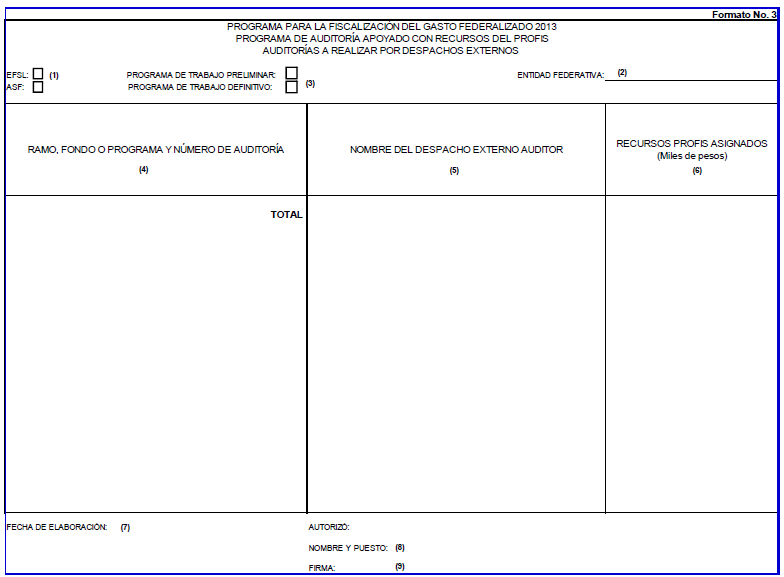 Formato No. 3
PROGRAMA PARA LA FISCALIZACIÓN DEL GASTO FEDERALIZADO 2013
PROGRAMA DE AUDITORÍA APOYADO CON RECURSOS DEL PROFIS
AUDITORÍAS A REALIZAR POR DESPACHOS EXTERNOS
EFSL: (1) PROGRAMA DE TRABAJO PRELIMINAR: ENTIDAD FEDERATIVA: (2)
ASF: PROGRAMA DE TRABAJO DEFINITIVO: (3)
RAMO, FONDO O PROGRAMA Y NÚMERO DE AUDITORÍA
(4)
NOMBRE DEL DESPACHO EXTERNO AUDITOR
(5)
RECURSOS PROFIS ASIGNADOS
(Miles de pesos)
(6)
TOTAL
FECHA DE ELABORACIÓN: (7)
AUTORIZÓ:
NOMBRE Y PUESTO: (8)
FIRMA: (9)